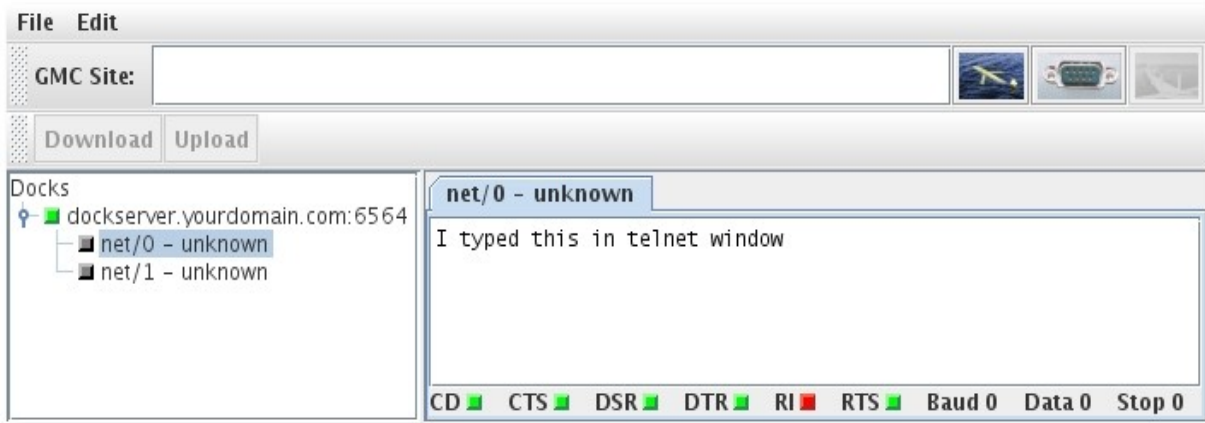 File Edit
GMC Site:
Download Upload
Docks
dockserver.yourdomain.com:6564
net/0 - unknown
net/1 - unknown
net/0 - unknown
I typed this in telnet window
CD CTS DSR DTR RI RTS Baud 0 Data 0 Stop 0